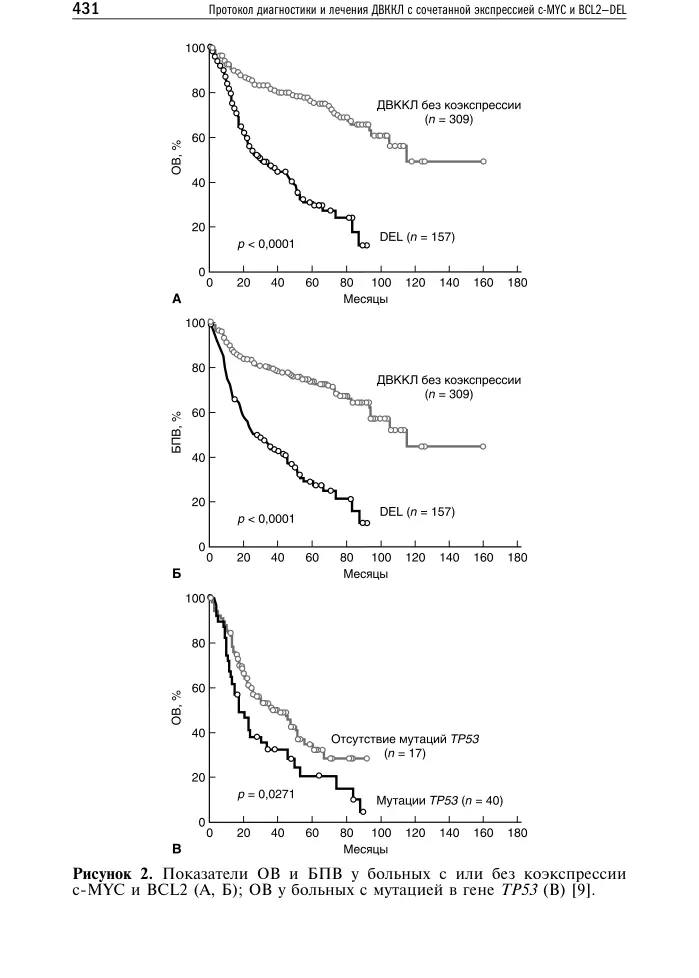 431 Протокол диагностики и лечения ДВККЛ с сочетанной экспрессией c-MYC и BCL2—DEL
100
80
60
40
20
0
ОВ, %
ДВККЛ без коэкспрессии
(n = 309)
DEL (n = 157)
p < 0,0001
0 20 40 60 80 100 120 140 160 180
А Месяцы
100
80
60
40
20
0
БПВ, %
ДВККЛ без коэкспрессии
(n = 309)
DEL (n = 157)
p < 0,0001
0 20 40 60 80 100 120 140 160 180
Б Месяцы
100
80
60
40
20
0
ОВ, %
Отсутствие мутаций TP53
(n = 17)
p = 0,0271
Мутации TP53 (n = 40)
0 20 40 60 80 100 120 140 160 180
В Месяцы
Рисунок 2. Показатели ОВ и БПВ у больных с или без коэкспрессии
c-MYC и BCL2 (А, Б); ОВ у больных с мутацией в гене TP53 (В) [9].